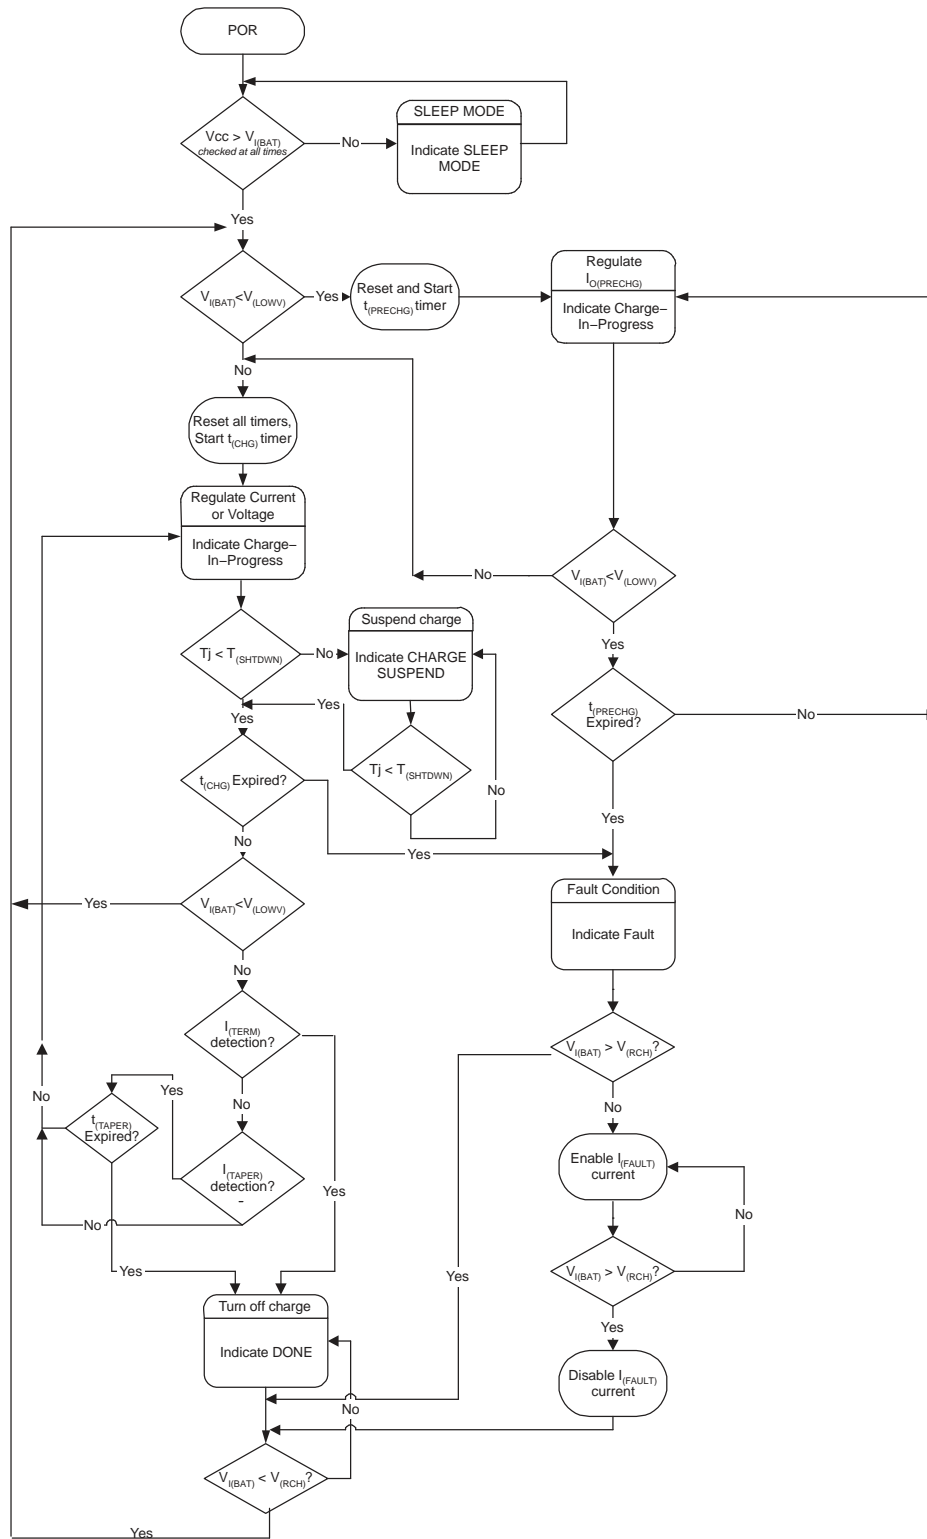 POR
SLEEP MODE
Vcc > V I(BAT)
checked at all times
No
Indicate SLEEP
MODE
Yes
Regulate
I O(PRECHG)
V I(BAT)<V (LOWV)
Yes
Reset and Start
t (PRECHG) timer
Indicate Charge–
In–Progress
No
Reset all timers,
Start t (CHG) timer
Regulate Current
or Voltage
Indicate Charge–
In–Progress
No
V I(BAT)<V (LOWV)
Yes
Suspend charge
Tj < T (SHTDWN)
No
Indicate CHARGE
SUSPEND
Yes
Yes
t (PRECHG)
Expired?
No
Tj < T (SHTDWN)
No
t (CHG) Expired?
Yes
No
Yes
V I(BAT)<V (LOWV)
Yes
Fault Condition
Indicate Fault
No
I (TERM)
detection?
V I(BAT) > V (RCH)?
No
Yes
No
No
t (TAPER)
Expired?
I (TAPER)
detection?
-
Yes
No
Enable I (FAULT)
current
No
Yes
Yes
V I(BAT) > V (RCH)?
Yes
Turn off charge
Indicate DONE
No
Disable I (FAULT)
current
V I(BAT) < V (RCH)?
Yes